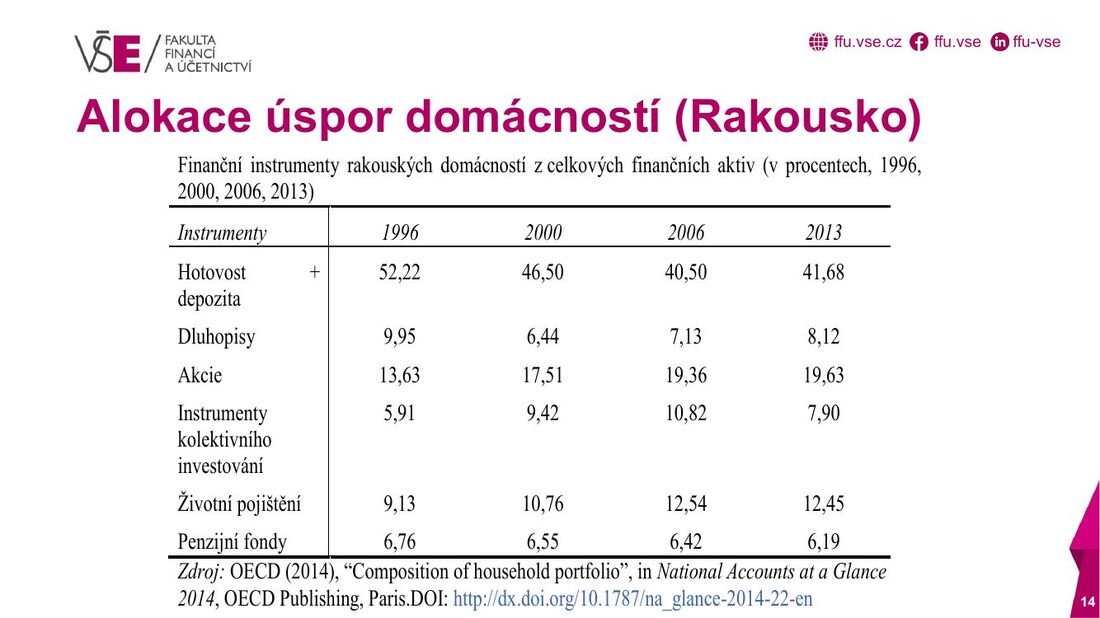 VŠE / FAKULTA
FINANCÍ
A ÚČETNICTVÍ
ffu.vse.cz ffu.vse ffu-vse
Alokace úspor domácností (Rakousko)
Finanční instrumenty rakouských domácností z celkových finančních aktiv (v procentech, 1996,
2000, 2006, 2013)
Instrumenty 1996 2000 2006 2013
Hotovost + 52,22 46,50 40,50 41,68
depozita
Dluhopisy 9,95 6,44 7,13 8,12
Akcie 13,63 17,51 19,36 19,63
Instrumenty 5,91 9,42 10,82 7,90
kolektivního
investování
Životní pojištění 9,13 10,76 12,54 12,45
Penzijní fondy 6,76 6,55 6,42 6,19
Zdroj: OECD (2014), “Composition of household portfolio”, in National Accounts at a Glance
2014, OECD Publishing, Paris.DOI: http://dx.doi.org/10.1787/na_glance-2014-22-en
14